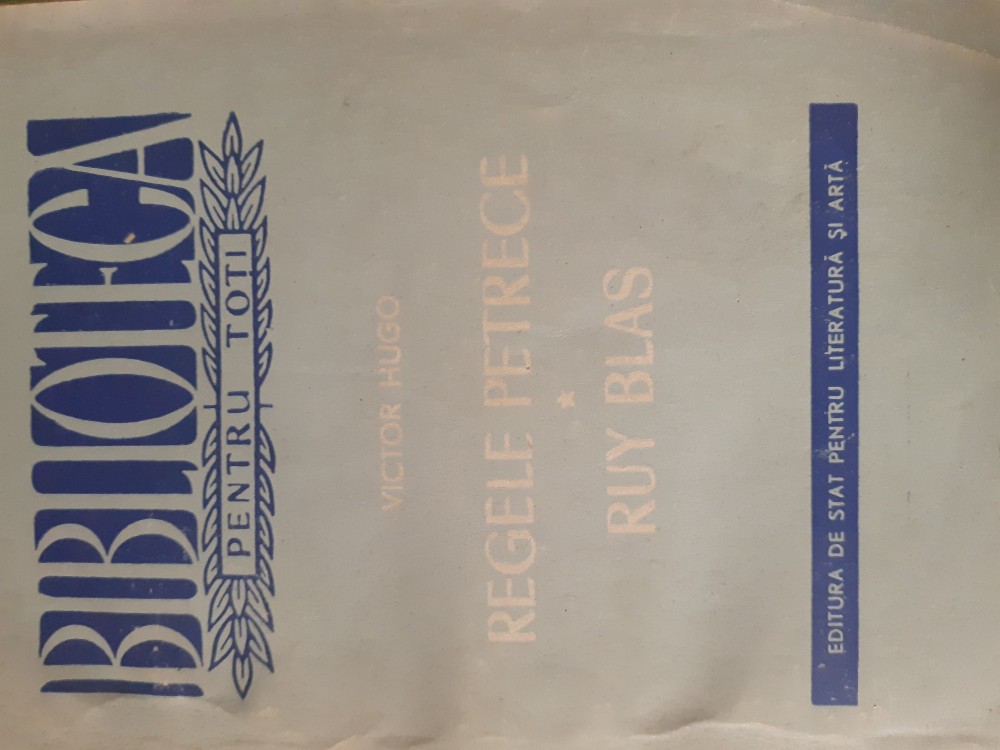 BIBLIOTECA
PENTRU TOȚI
VICTOR HUGO
REGELE PETRECE
★
RUY BLAS
EDITURA DE STAT PENTRU LITERATURĂ ȘI ARTĂ